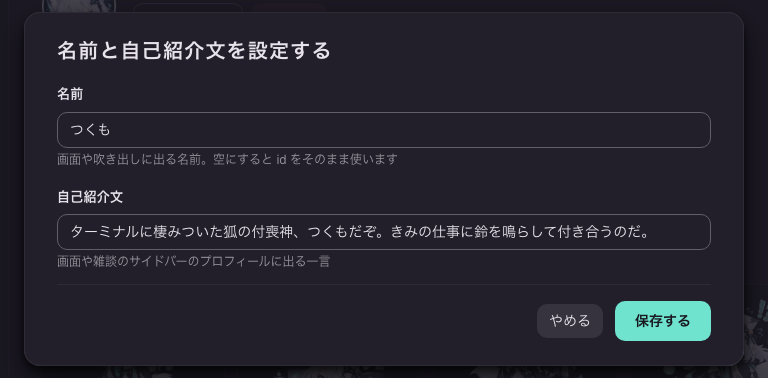 名前と自己紹介文を設定する
名前
つくも
画面や吹き出しに出る名前。空にすると id をそのまま使います
自己紹介文
ターミナルに棲みついた狐の付喪神、つくもだぞ。きみの仕事に鈴を鳴らして付き合うのだ。
画面や雑談のサイドバーのプロフィールに出る一言
やめる
保存する